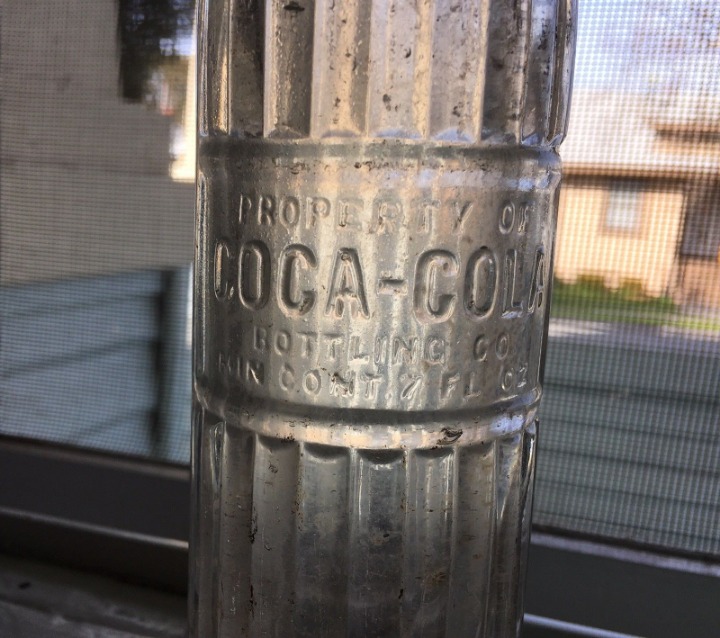 PROPERTY OF
COCA-COLA
BOTTLING CO
MIN CONT. 7 FL OZ